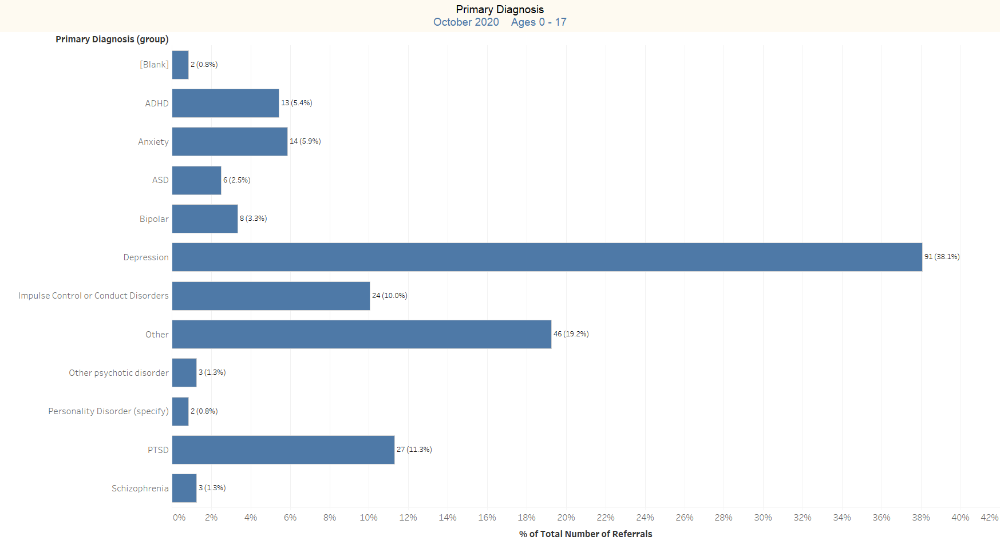 Primary Diagnosis
October 2020 Ages 0 - 17
Primary Diagnosis (group)
[Blank] 2 (0.8%)
ADHD 13 (5.4%)
Anxiety 14 (5.9%)
ASD 6 (2.5%)
Bipolar 8 (3.3%)
Depression 91 (38.1%)
Impulse Control or Conduct Disorders 24 (10.0%)
Other 46 (19.2%)
Other psychotic disorder 3 (1.3%)
Personality Disorder (specify) 2 (0.8%)
PTSD 27 (11.3%)
Schizophrenia 3 (1.3%)
0% 2% 4% 6% 8% 10% 12% 14% 16% 18% 20% 22% 24% 26% 28% 30% 32% 34% 36% 38% 40% 42%
% of Total Number of Referrals